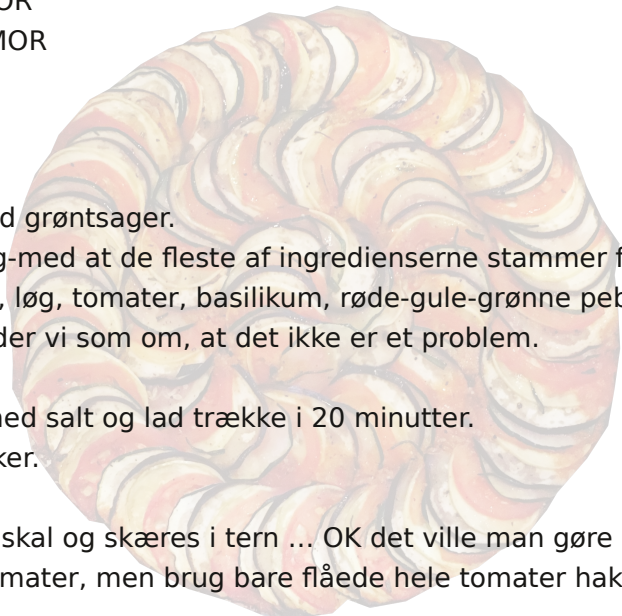 OR
MOR
d grøntsager.
g-med at de fleste af ingredienserne stammer f
, løg, tomater, basilikum, røde-gule-grønne peb
der vi som om, at det ikke er et problem.
ned salt og lad trække i 20 minutter.
ker.
skal og skæres i tern ... OK det ville man gøre
mater, men brug bare flåede hele tomater hak